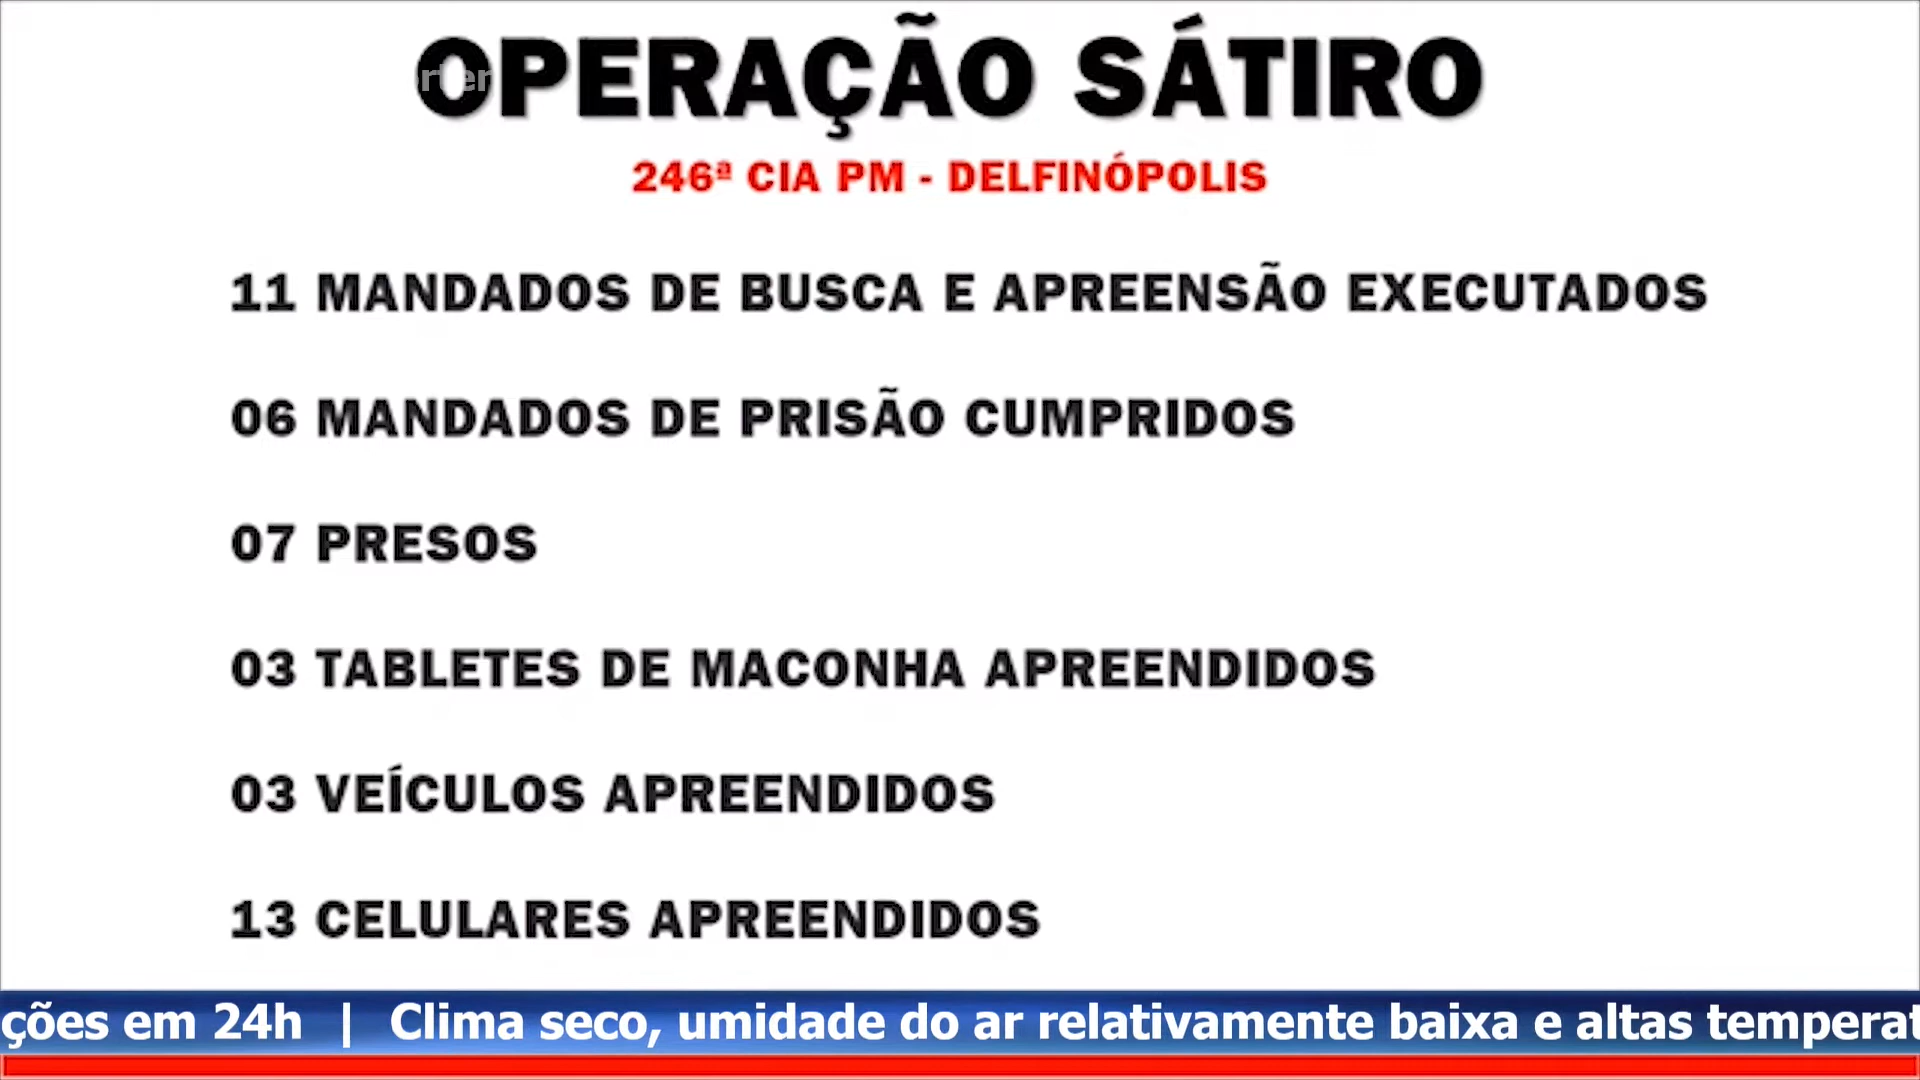 OPERAÇÃO SÁTIRO
246ª CIA PM - DELFINÓPOLIS
11 MANDADOS DE BUSCA E APREENSÃO EXECUTADOS
06 MANDADOS DE PRISÃO CUMPRIDOS
07 PRESOS
03 TABLETES DE MACONHA APREENDIDOS
03 VEÍCULOS APREENDIDOS
13 CELULARES APREENDIDOS
ções em 24h | Clima seco, umidade do ar relativamente baixa e altas temperat